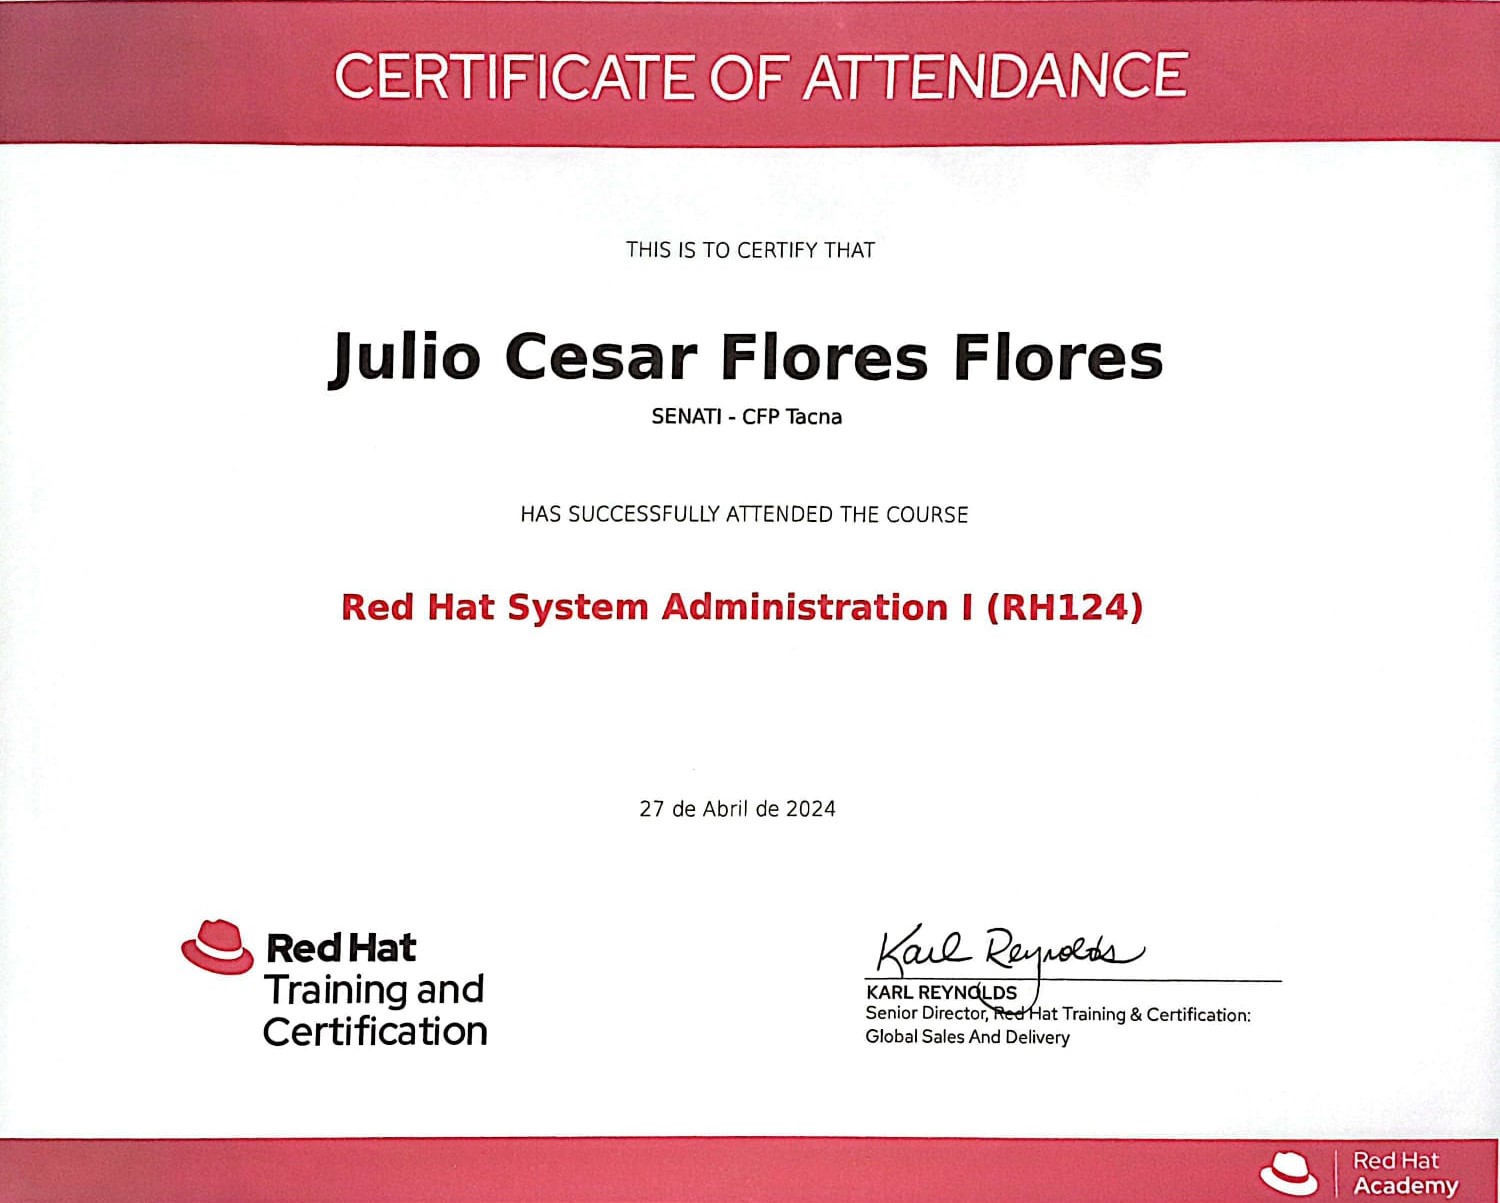 CERTIFICATE OF ATTENDANCE
THIS IS TO CERTIFY THAT
Julio Cesar Flores Flores
SENATI - CFP Tacna
HAS SUCCESSFULLY ATTENDED THE COURSE
Red Hat System Administration I (RH124)
27 de Abril de 2024
Red Hat
Training and
Certification
Karl Reynolds
KARL REYNOLDS
Senior Director, Red Hat Training & Certification:
Global Sales And Delivery
Red Hat
Academy